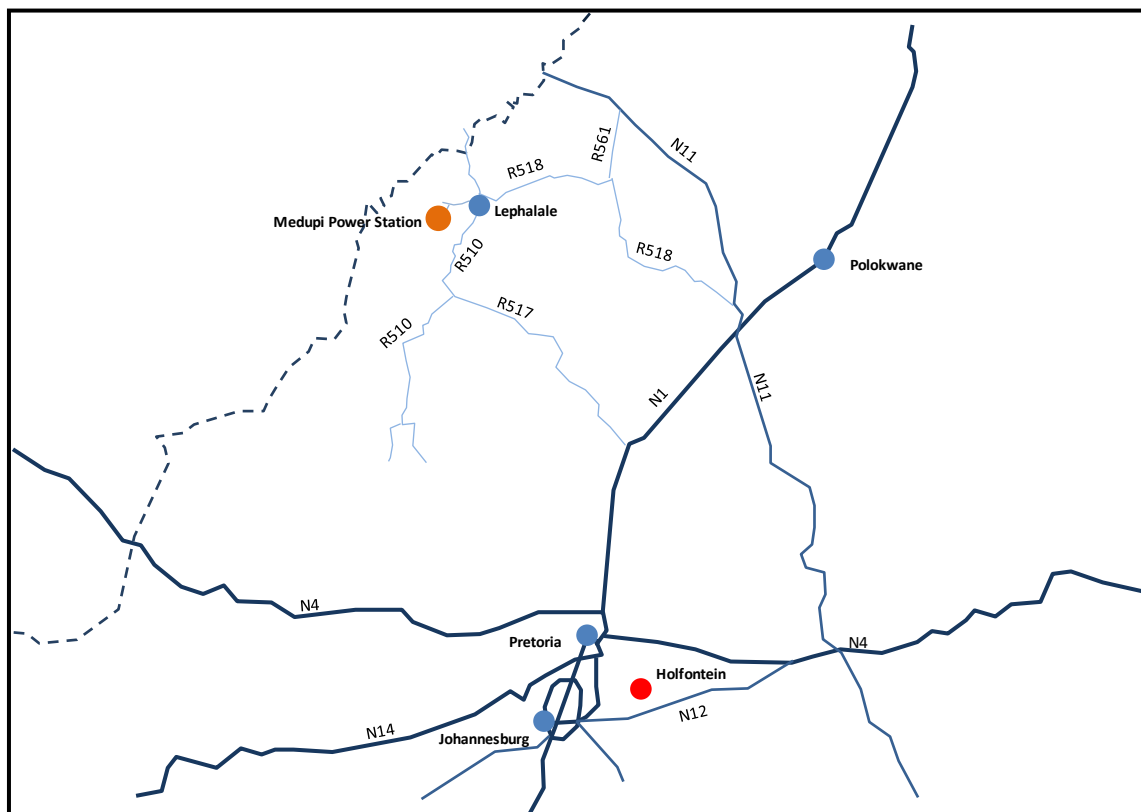 R561
N11
R518
Lephalale
Medupi Power Station
R510
R518
Polokwane
R517
R510
N1
N11
N4
Pretoria
N4
Holfontein
N12
N14
Johannesburg